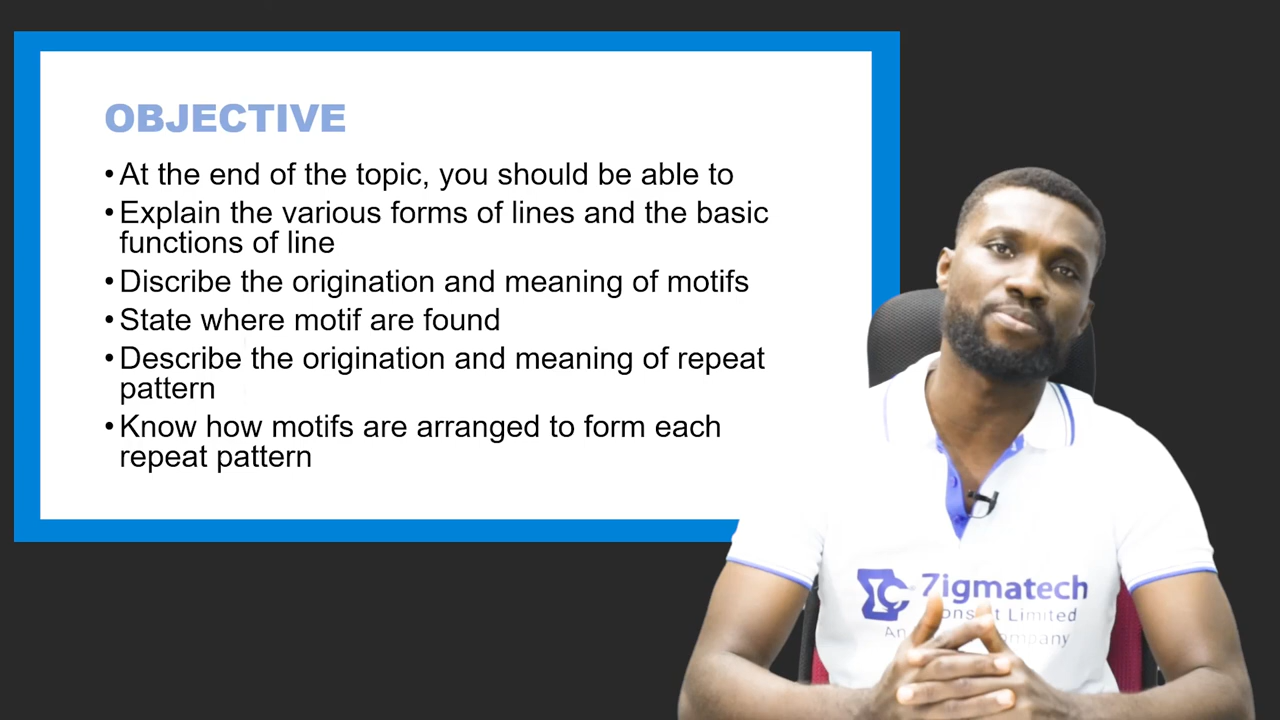 OBJECTIVE
•At the end of the topic, you should be able to
•Explain the various forms of lines and the basic
functions of line
•Discribe the origination and meaning of motifs
•State where motif are found
•Describe the origination and meaning of repeat
pattern
•Know how motifs are arranged to form each
repeat pattern
Zigmatech
Limited